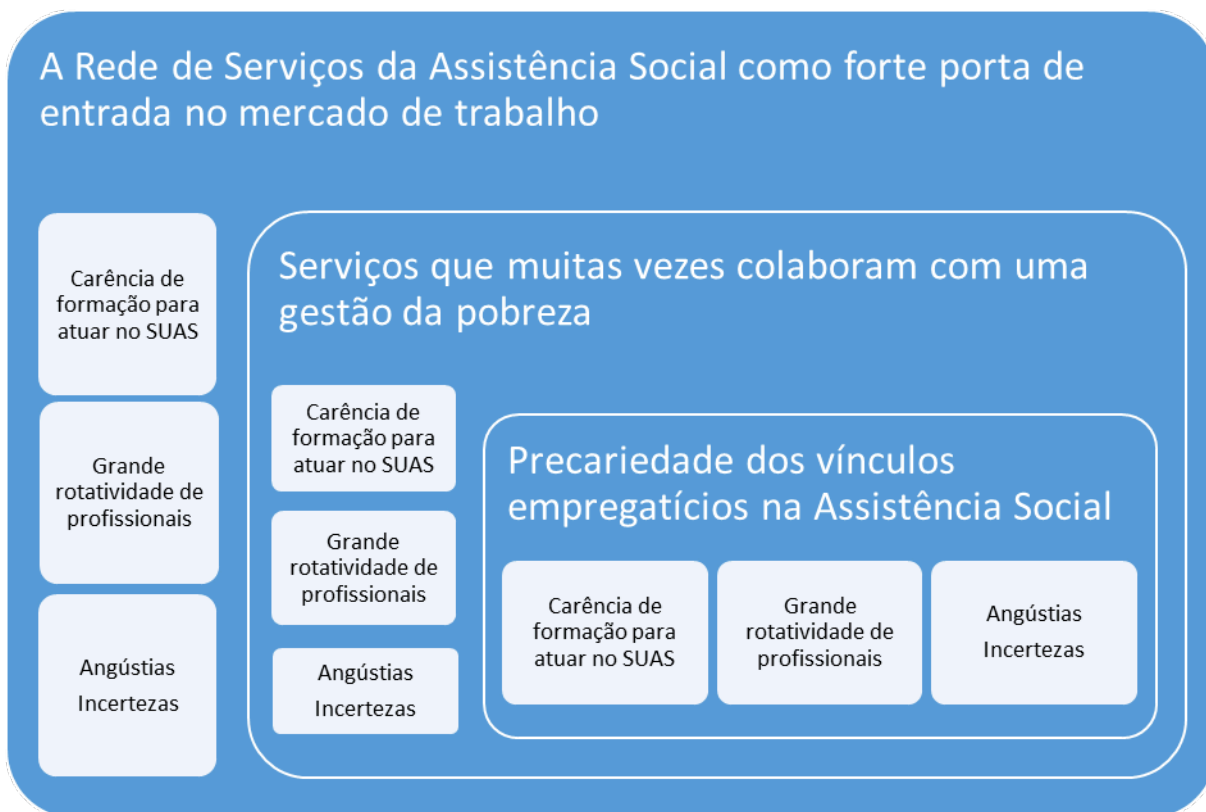 A Rede de Serviços da Assistência Social como forte porta de
entrada no mercado de trabalho
Carência de
formação para
atuar no SUAS
Grande
rotatividade de
profissionais
Angústias
Incertezas
Serviços que muitas vezes colaboram com uma
gestão da pobreza
Carência de
formação para
atuar no SUAS
Grande
rotatividade de
profissionais
Angústias
Incertezas
Precariedade dos vínculos
empregatícios na Assistência Social
Carência de
formação para
atuar no SUAS
Grande
rotatividade de
profissionais
Angústias
Incertezas